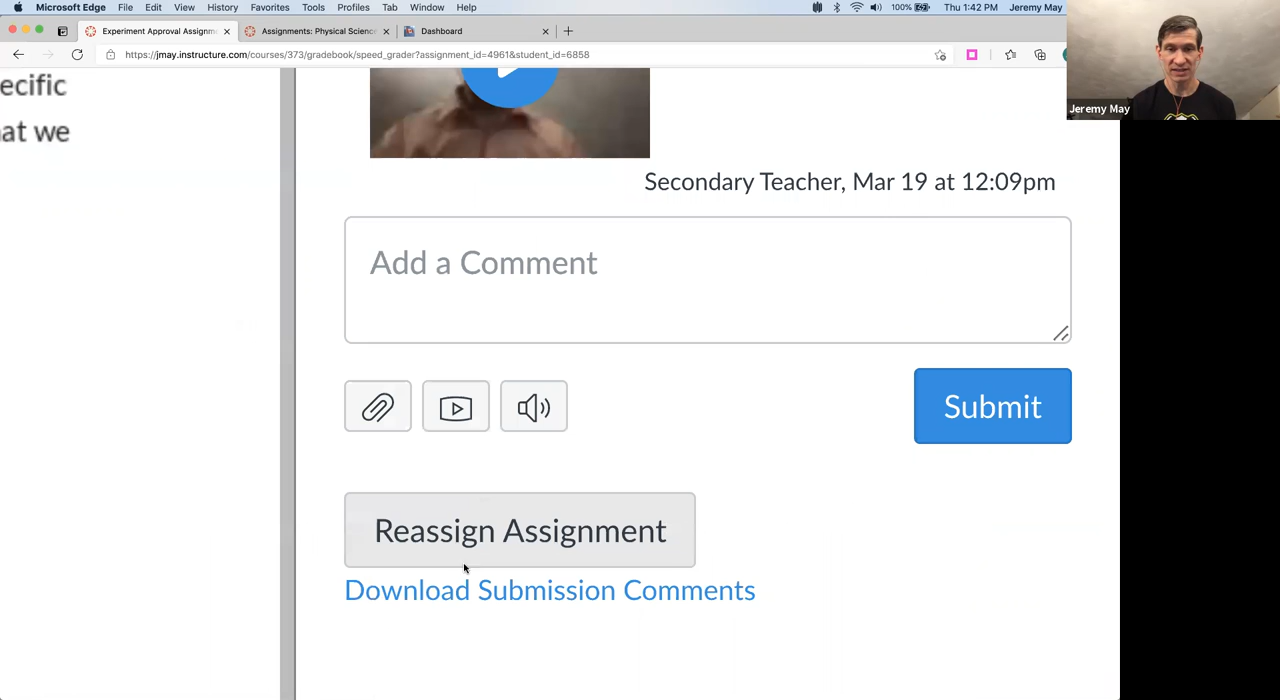 Microsoft Edge File Edit View History Favorites Tools Profiles Tab Window Help 100% Thu 1:42 PM Jeremy May
Experiment Approval Assignm Assignments: Physical Science Dashboard
https://jmay.instructure.com/courses/373/gradebook/speed_grader?assignment_id=4961&student_id=6858
Jeremy May
ecific
at we
Secondary Teacher, Mar 19 at 12:09pm
Add a Comment
Submit
Reassign Assignment
Download Submission Comments